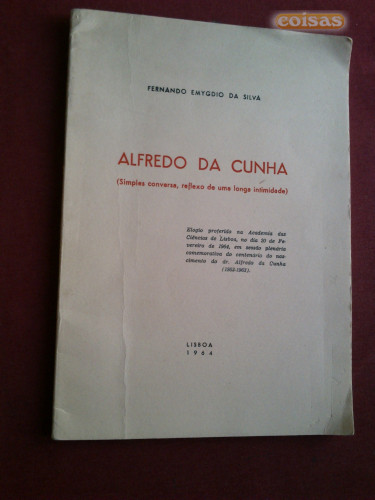 coisas
FERNANDO EMYGDIO DA SILVA
ALFREDO DA CUNHA
(Simples conversa, reflexo de uma longa intimidade)
Elogio proferido na Academia das
Ciências de Lisboa, no dia 20 de Fe-
vereiro de 1964, em sessão plenária
comemorativa do centenário do nas-
cimento do dr. Alfredo da Cunha
(1863-1963).
LISBOA
1964